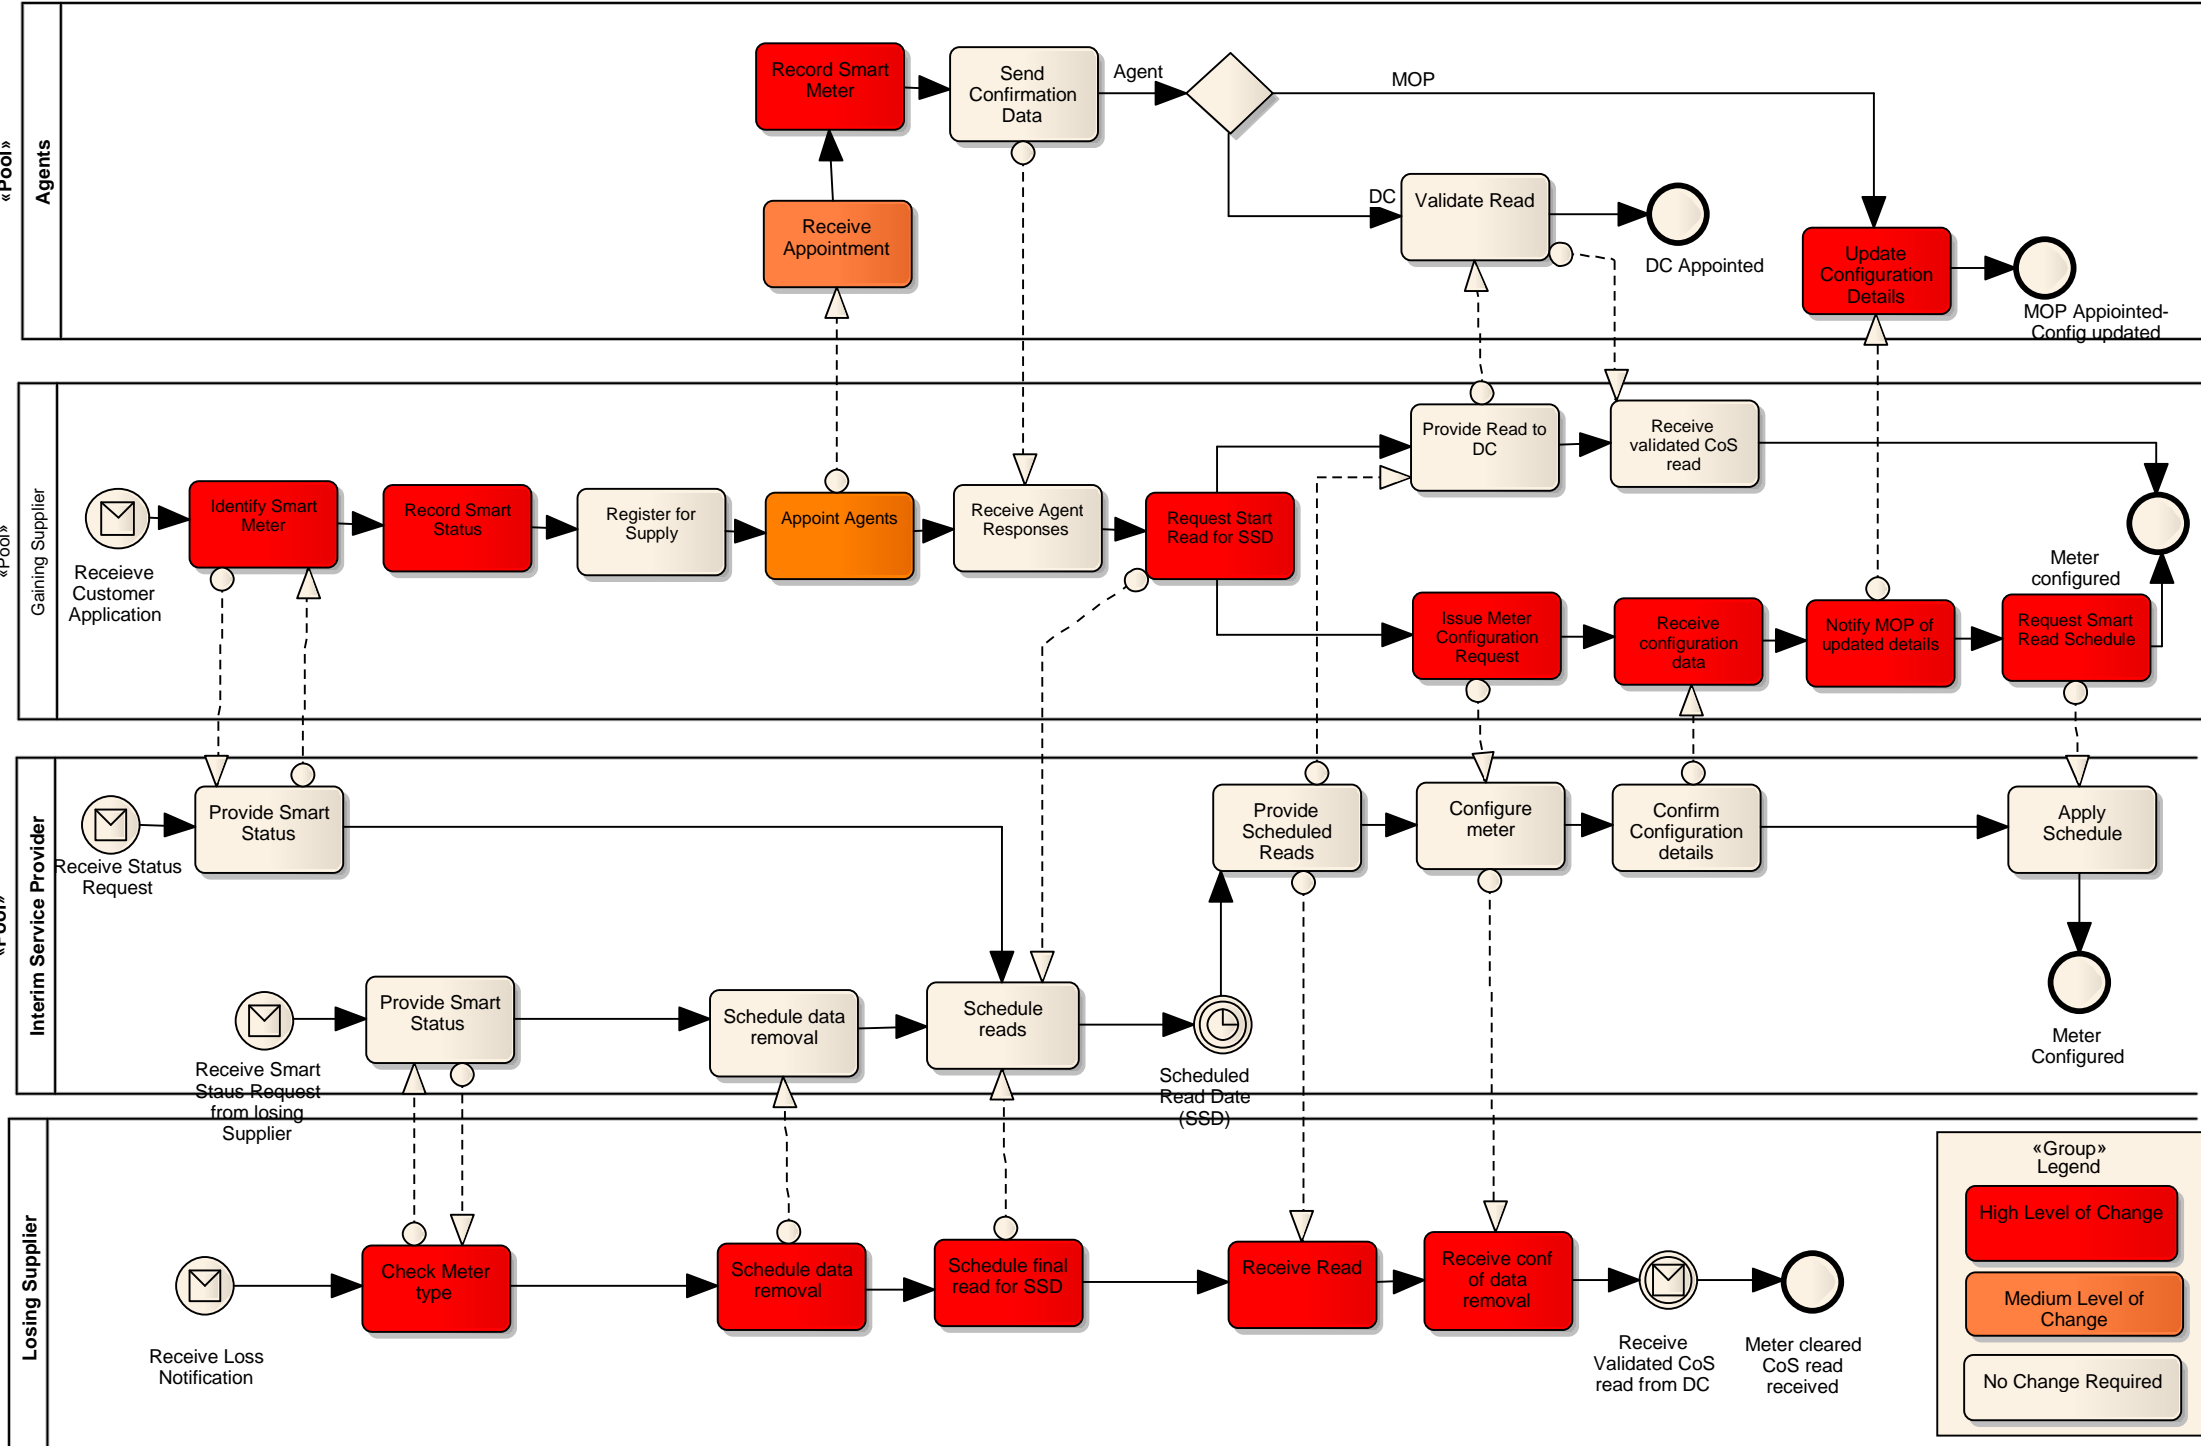 «Pool»
Agents
Record Smart
Meter
Send
Confirmation
Data
Agent
MOP
Receive
Appointment
DC
Validate Read
DC Appointed
Update
Configuration
Details
MOP Appiointed-
Config updated
«Pool»
Gaining Supplier
Receieve
Customer
Application
Identify Smart
Meter
Record Smart
Status
Register for
Supply
Appoint Agents
Receive Agent
Responses
Request Start
Read for SSD
Provide Read to
DC
Receive
validated CoS
read
Meter
configured
Issue Meter
Configuration
Request
Receive
configuration
data
Notify MOP of
updated details
Request Smart
Read Schedule
«Pool»
Interim Service Provider
Receive Status
Request
Provide Smart
Status
Provide
Scheduled
Reads
Configure
meter
Confirm
Configuration
details
Apply
Schedule
Receive Smart
Staus Request
from losing
Supplier
Provide Smart
Status
Schedule data
removal
Schedule
reads
Scheduled
Read Date
(SSD)
Meter
Configured
Losing Supplier
Receive Loss
Notification
Check Meter
type
Schedule data
removal
Schedule final
read for SSD
Receive Read
Receive conf
of data
removal
Receive
Validated CoS
read from DC
Meter cleared
CoS read
received
«Group»
Legend
High Level of Change
Medium Level of
Change
No Change Required